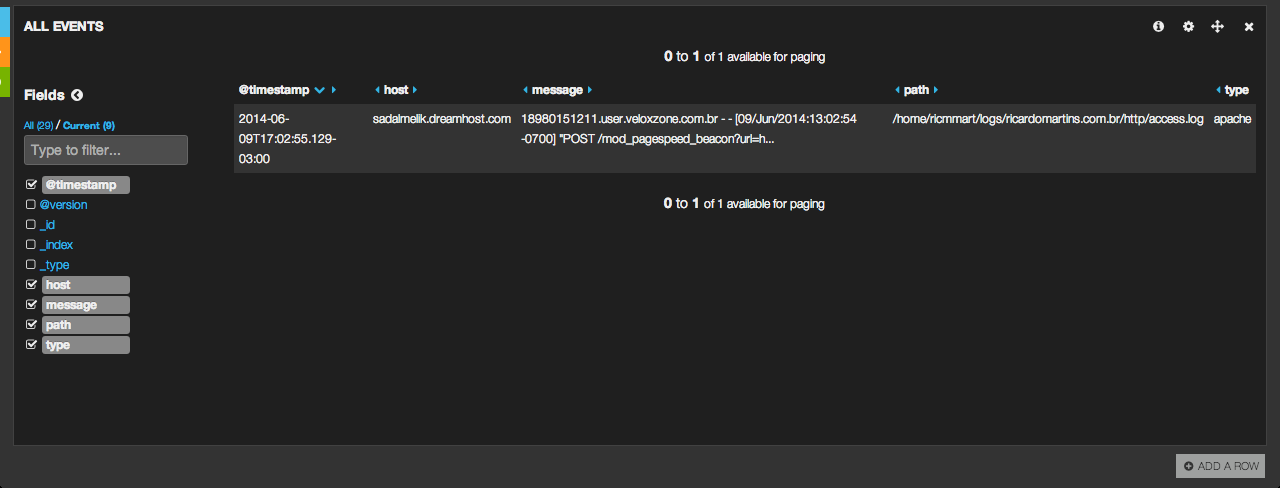 ALL EVENTS
0 to 1 of 1 available for paging
Fields
All (29) / Current (9)
Type to filter...
@timestamp
@version
_id
_index
_type
host
message
path
type
@timestamp host message path type
2014-06-09T17:02:55.129-03:00 sadalmelik.dreamhost.com 18980151211.user.veloxzone.com.br - - [09/Jun/2014:13:02:54 -0700] "POST /mod_pagespeed_beacon?url=h... /home/ricmmart/logs/ricardomartins.com.br/http/access.log apache
0 to 1 of 1 available for paging
ADD A ROW